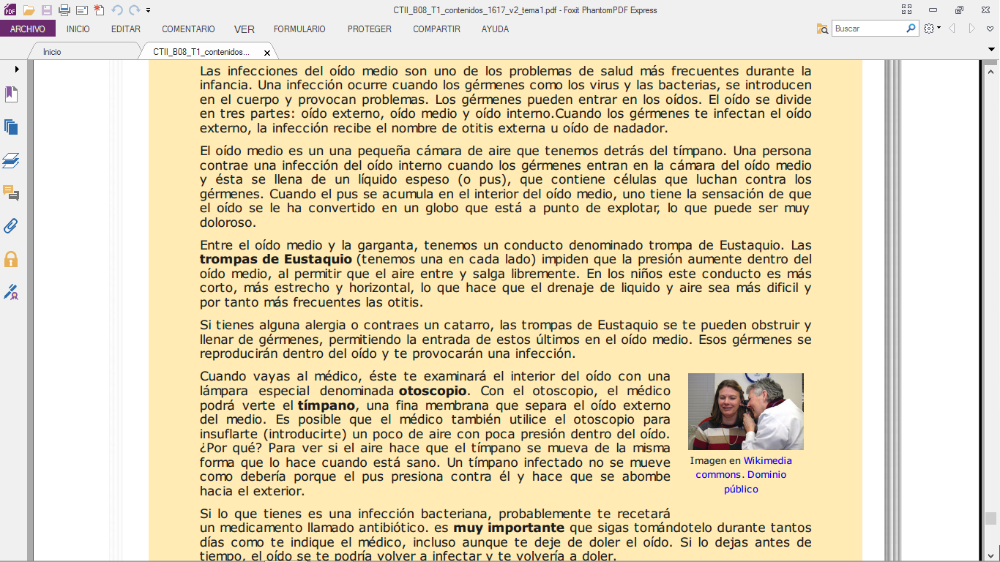 CTII_B08_T1_contenidos_1617_v2_tema1.pdf - Foxit PhantomPDF Express
ARCHIVO INICIO EDITAR COMENTARIO VER FORMULARIO PROTEGER COMPARTIR AYUDA Buscar
Inicio CTII_B08_T1_contenidos...
Las infecciones del oído medio son uno de los problemas de salud más frecuentes durante la
infancia. Una infección ocurre cuando los gérmenes como los virus y las bacterias, se introducen
en el cuerpo y provocan problemas. Los gérmenes pueden entrar en los oídos. El oído se divide
en tres partes: oído externo, oído medio y oído interno.Cuando los gérmenes te infectan el oído
externo, la infección recibe el nombre de otitis externa u oído de nadador.
El oído medio es un una pequeña cámara de aire que tenemos detrás del tímpano. Una persona
contrae una infección del oído interno cuando los gérmenes entran en la cámara del oído medio
y ésta se llena de un líquido espeso (o pus), que contiene células que luchan contra los
gérmenes. Cuando el pus se acumula en el interior del oído medio, uno tiene la sensación de que
el oído se le ha convertido en un globo que está a punto de explotar, lo que puede ser muy
doloroso.
Entre el oído medio y la garganta, tenemos un conducto denominado trompa de Eustaquio. Las
trompas de Eustaquio (tenemos una en cada lado) impiden que la presión aumente dentro del
oído medio, al permitir que el aire entre y salga libremente. En los niños este conducto es más
corto, más estrecho y horizontal, lo que hace que el drenaje de liquido y aire sea más dificil y
por tanto más frecuentes las otitis.
Si tienes alguna alergia o contraes un catarro, las trompas de Eustaquio se te pueden obstruir y
llenar de gérmenes, permitiendo la entrada de estos últimos en el oído medio. Esos gérmenes se
reproducirán dentro del oído y te provocarán una infección.
Cuando vayas al médico, éste te examinará el interior del oído con una
lámpara especial denominada otoscopio. Con el otoscopio, el médico
podrá verte el tímpano, una fina membrana que separa el oído externo
del medio. Es posible que el médico también utilice el otoscopio para
insuflarte (introducirte) un poco de aire con poca presión dentro del oído.
¿Por qué? Para ver si el aire hace que el tímpano se mueva de la misma
forma que lo hace cuando está sano. Un tímpano infectado no se mueve
como debería porque el pus presiona contra él y hace que se abombe
hacia el exterior.
Imagen en Wikimedia
commons. Dominio
público
Si lo que tienes es una infección bacteriana, probablemente te recetará
un medicamento llamado antibiótico. es muy importante que sigas tomándotelo durante tantos
días como te indique el médico, incluso aunque te deje de doler el oído. Si lo dejas antes de
tiempo, el oído se te podría volver a infectar y te volvería a doler.